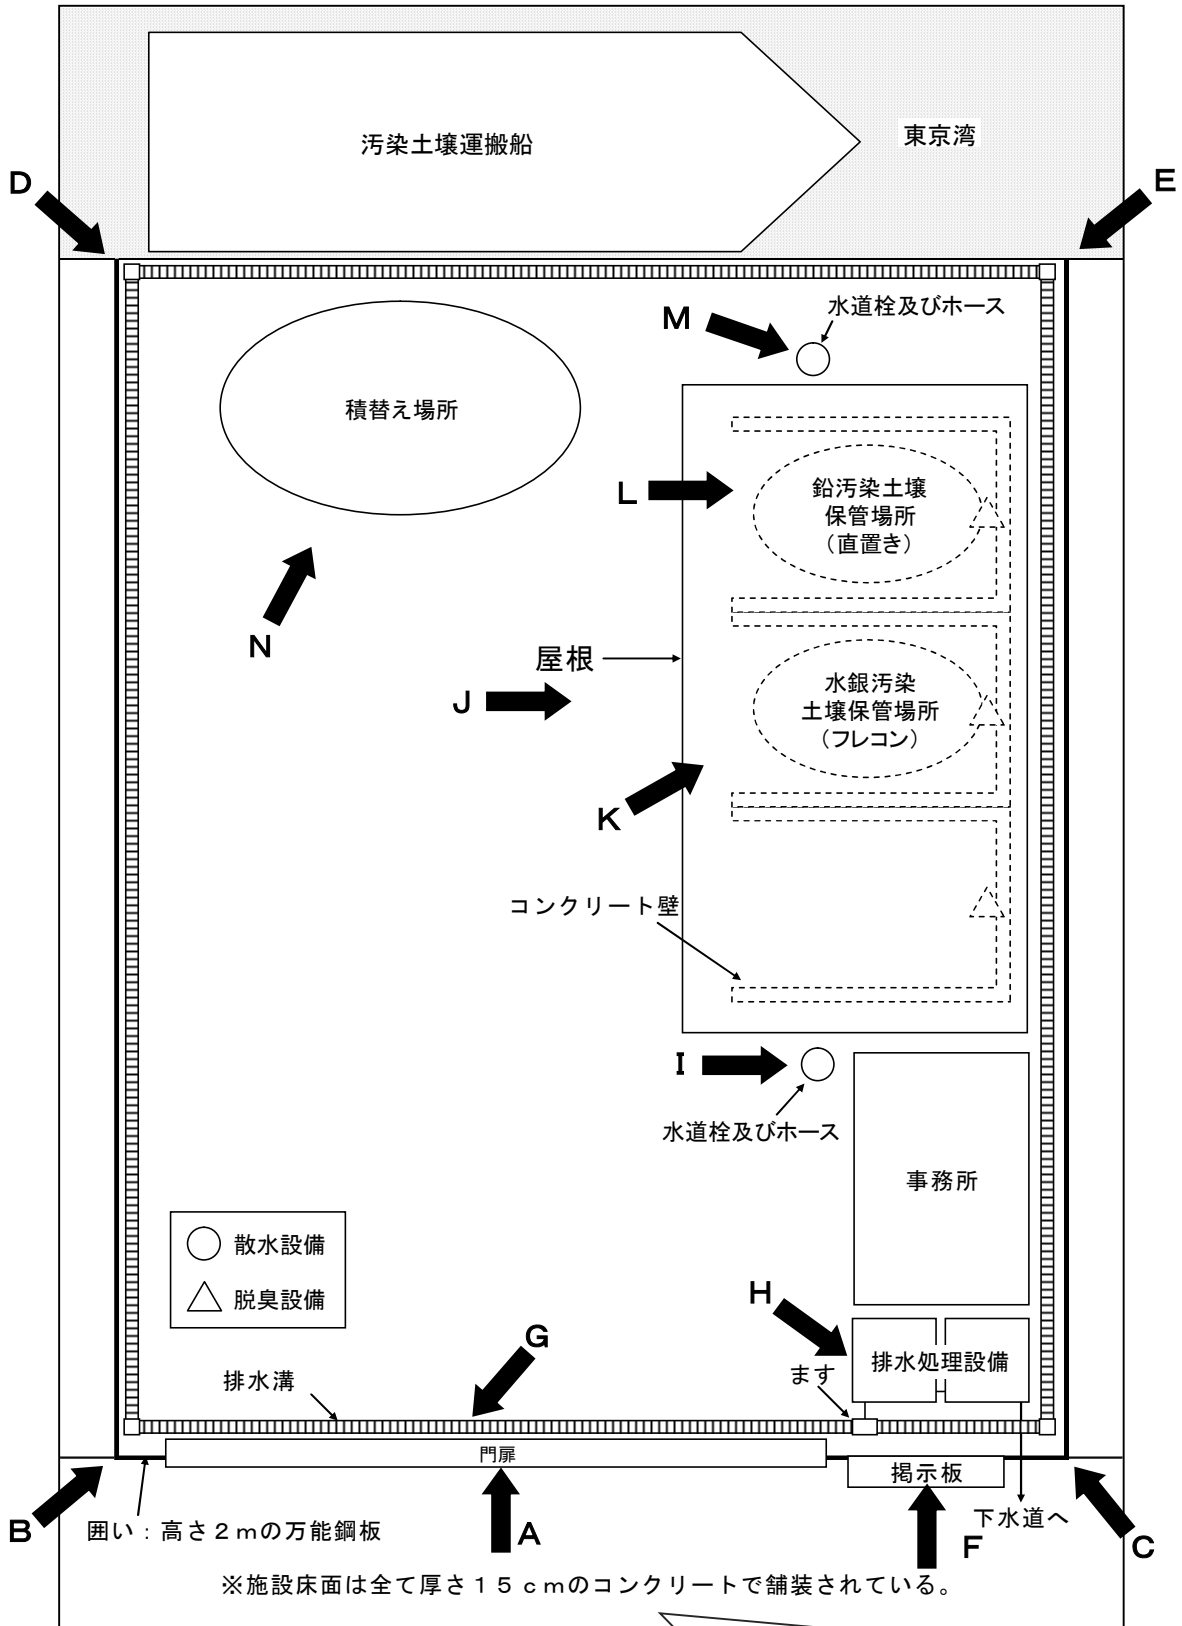 汚染土壌運搬船
東京湾
D
E
水道栓及びホース
M
積替え場所
L
鉛汚染土壌
保管場所
（直置き）
N
屋根
J
水銀汚染
土壌保管場所
（フレコン）
K
コンクリート壁
I
水道栓及びホース
事務所
散水設備
脱臭設備
H
G
排水処理設備
ます
排水溝
門扉
掲示板
B
囲い：高さ２ｍの万能鋼板
A
F
下水道へ
C
※施設床面は全て厚さ１５ｃｍのコンクリートで舗装されている。